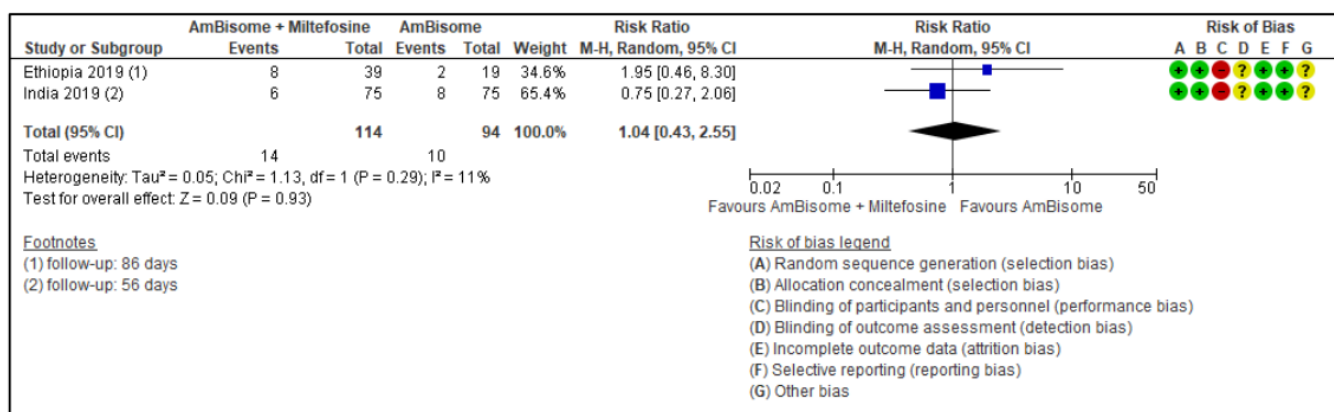 AmBisome + Miltefosine AmBisome Risk Ratio Risk Ratio Risk of Bias
Study or Subgroup Events Total Events Total Weight M-H, Random, 95% CI M-H, Random, 95% CI A B C D E F G
Ethiopia 2019 (1) 8 39 2 19 34.6% 1.95 [0.46, 8.30] + + - ? + + ?
India 2019 (2) 6 75 8 75 65.4% 0.75 [0.27, 2.06] + + - ? + + ?
Total (95% CI) 114 94 100.0% 1.04 [0.43, 2.55]
Total events 14 10
Heterogeneity: Tau² = 0.05; Chi² = 1.13, df = 1 (P = 0.29); I² = 11%
Test for overall effect: Z = 0.09 (P = 0.93)
0.02 0.1 1 10 50
Favours AmBisome + Miltefosine Favours AmBisome
Footnotes
(1) follow-up: 86 days
(2) follow-up: 56 days
Risk of bias legend
(A) Random sequence generation (selection bias)
(B) Allocation concealment (selection bias)
(C) Blinding of participants and personnel (performance bias)
(D) Blinding of outcome assessment (detection bias)
(E) Incomplete outcome data (attrition bias)
(F) Selective reporting (reporting bias)
(G) Other bias